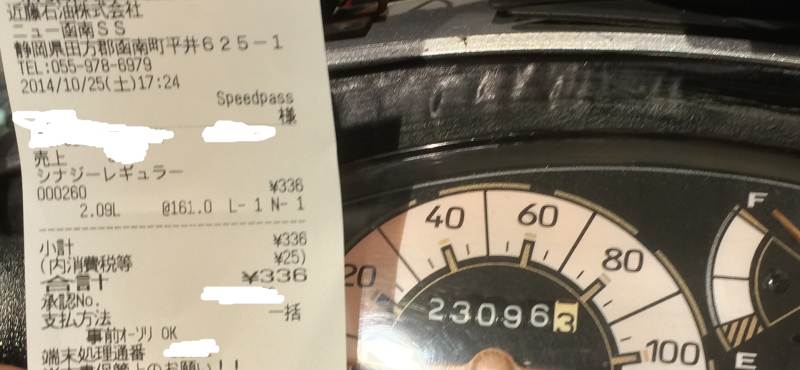 近藤石油株式会社
ニュー函南SS
静岡県田方郡函南町平井625-1
TEL:055-978-6979
2014/10/25(土)17:24
Speedpass
様
売上
シナジーレギュラー
000260 ¥336
2.09L @161.0 L- 1 N- 1
小計 ¥336
(内消費税等 ¥25)
合計 ¥336
承認No.
支払方法 一括
事前オーソリ OK
端末処理通番
20
40
60
80
100
230963
F
E